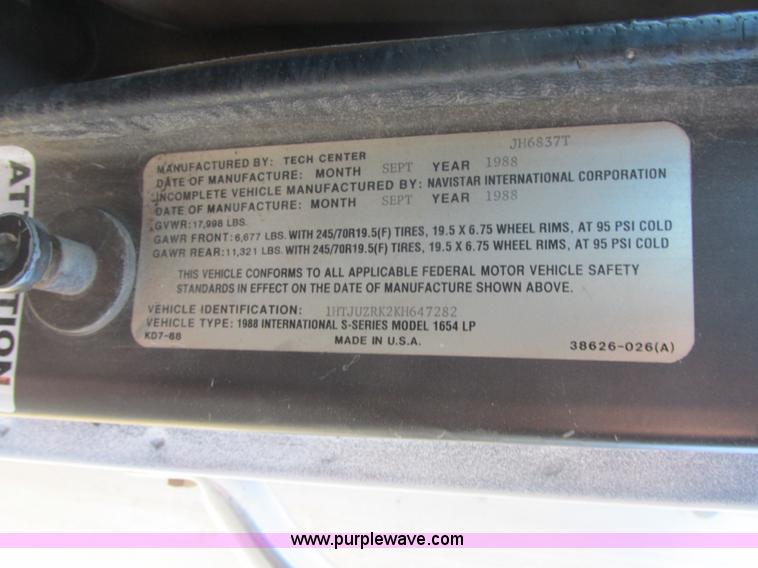 JH6837T
MANUFACTURED BY: TECH CENTER
DATE OF MANUFACTURE: MONTH SEPT YEAR 1988
INCOMPLETE VEHICLE MANUFACTURED BY: NAVISTAR INTERNATIONAL CORPORATION
DATE OF MANUFACTURE: MONTH SEPT YEAR 1988
GVWR: 17,998 LBS.
GAWR FRONT: 6,677 LBS. WITH 245/70R19.5(F) TIRES, 19.5 X 6.75 WHEEL RIMS, AT 95 PSI COLD
GAWR REAR: 11,321 LBS. WITH 245/70R19.5(F) TIRES, 19.5 X 6.75 WHEEL RIMS, AT 95 PSI COLD
THIS VEHICLE CONFORMS TO ALL APPLICABLE FEDERAL MOTOR VEHICLE SAFETY
STANDARDS IN EFFECT ON THE DATE OF MANUFACTURE SHOWN ABOVE.
VEHICLE IDENTIFICATION: 1HTJUZRK2KH647282
VEHICLE TYPE: 1988 INTERNATIONAL S-SERIES MODEL 1654 LP
KD7-88 MADE IN U.S.A. 38626-026(A)
www.purplewave.com